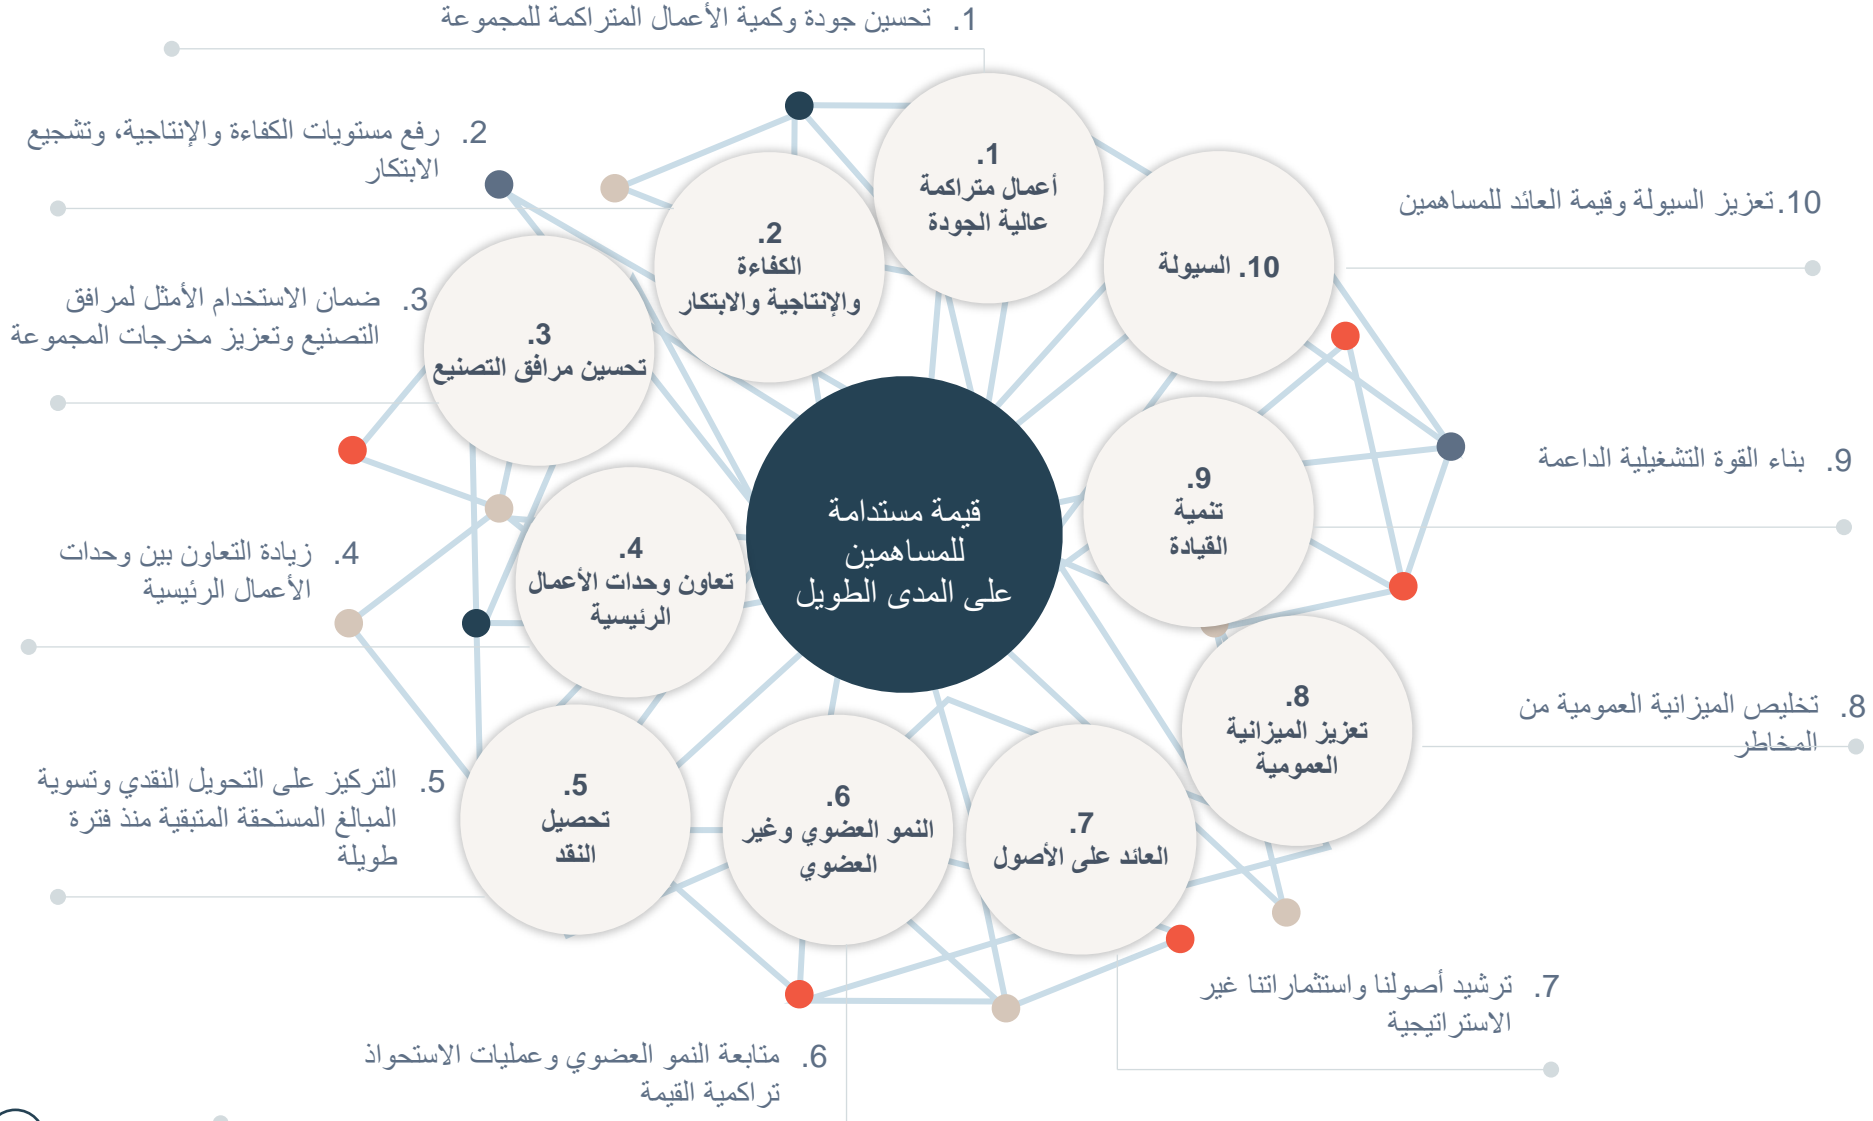 1. تحسين جودة وكمية الأعمال المتراكمة للمجموعة
2. رفع مستويات الكفاءة والإنتاجية، وتشجيع
الابتكار
3. ضمان الاستخدام الأمثل لمرافق
التصنيع وتعزيز مخرجات المجموعة
4. زيادة التعاون بين وحدات
الأعمال الرئيسية
5. التركيز على التحويل النقدي وتسوية
المبالغ المستحقة المتبقية منذ فترة
طويلة
6. متابعة النمو العضوي وعمليات الاستحواذ
تراكمية القيمة
7. ترشيد أصولنا واستثماراتنا غير
الاستراتيجية
8. تخليص الميزانية العمومية من
المخاطر
9. بناء القوة التشغيلية الداعمة
10. تعزيز السيولة وقيمة العائد للمساهمين
1.
أعمال متراكمة
عالية الجودة
2.
الكفاءة
والإنتاجية والابتكار
3.
تحسين مرافق التصنيع
4.
تعاون وحدات الأعمال
الرئيسية
5.
تحصيل
النقد
6.
النمو العضوي وغير
العضوي
7.
العائد على الأصول
8.
تعزيز الميزانية
العمومية
9.
تنمية
القيادة
10. السيولة
قيمة مستدامة
للمساهمين
على المدى الطويل